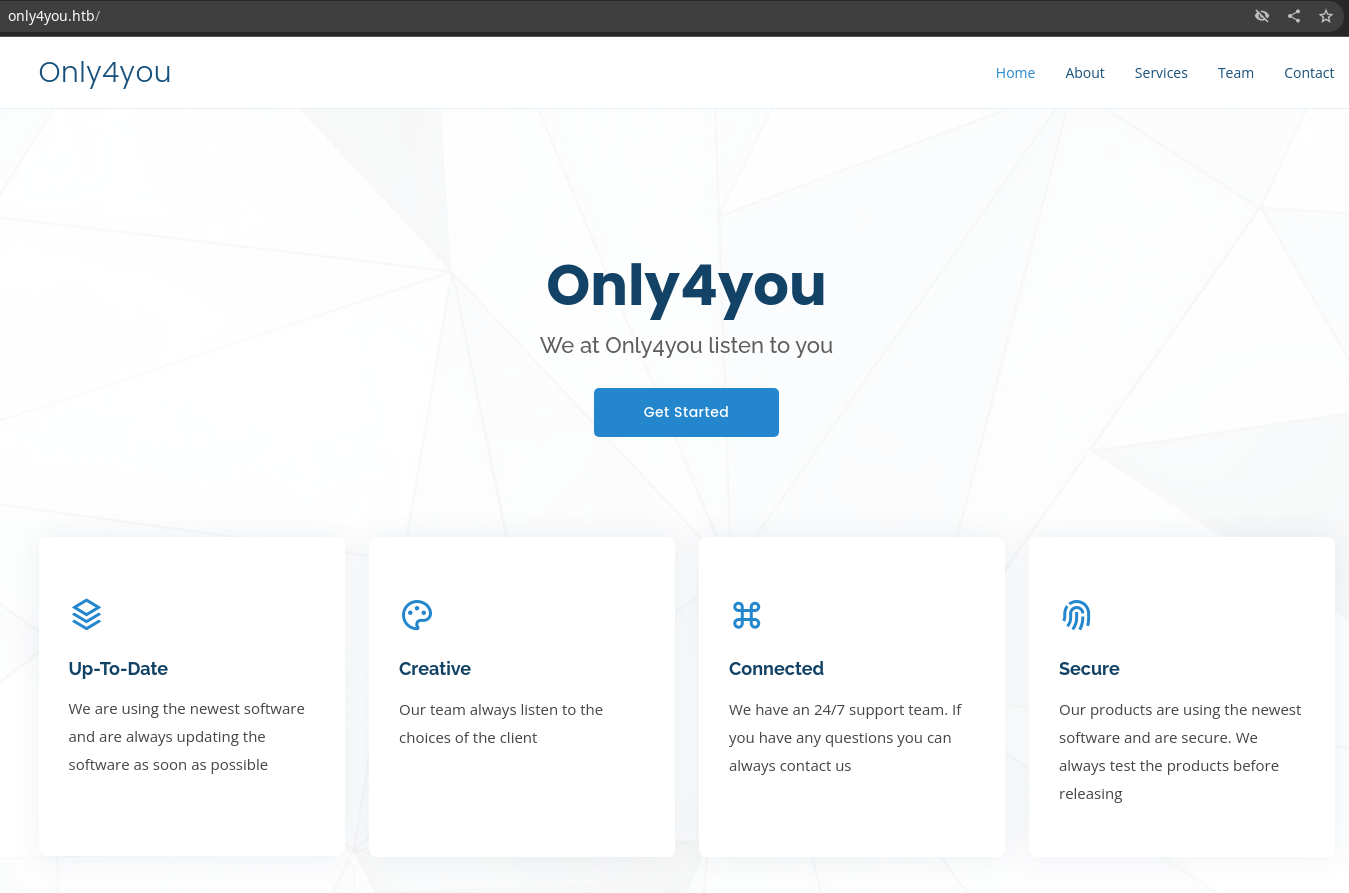 only4you.htb/
Only4you
Home About Services Team Contact
Only4you
We at Only4you listen to you
Get Started
Up-To-Date
We are using the newest software
and are always updating the
software as soon as possible
Creative
Our team always listen to the
choices of the client
Connected
We have an 24/7 support team. If
you have any questions you can
always contact us
Secure
Our products are using the newest
software and are secure. We
always test the products before
releasing